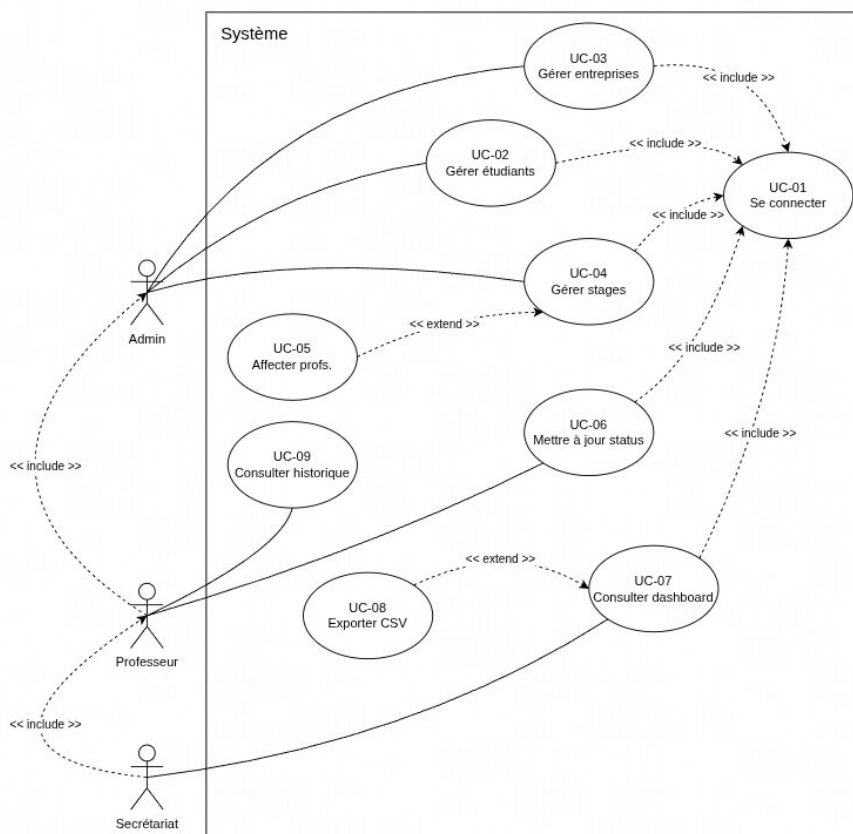 Système
UC-03
Gérer entreprises
<< include >>
UC-02
Gérer étudiants
<< include >>
UC-01
Se connecter
<< include >>
UC-04
Gérer stages
Admin
<< extend >>
UC-05
Affecter profs.
<< include >>
UC-06
Mettre à jour status
<< include >>
UC-09
Consulter historique
<< include >>
<< extend >>
UC-07
Consulter dashboard
UC-08
Exporter CSV
Professeur
<< include >>
Secrétariat